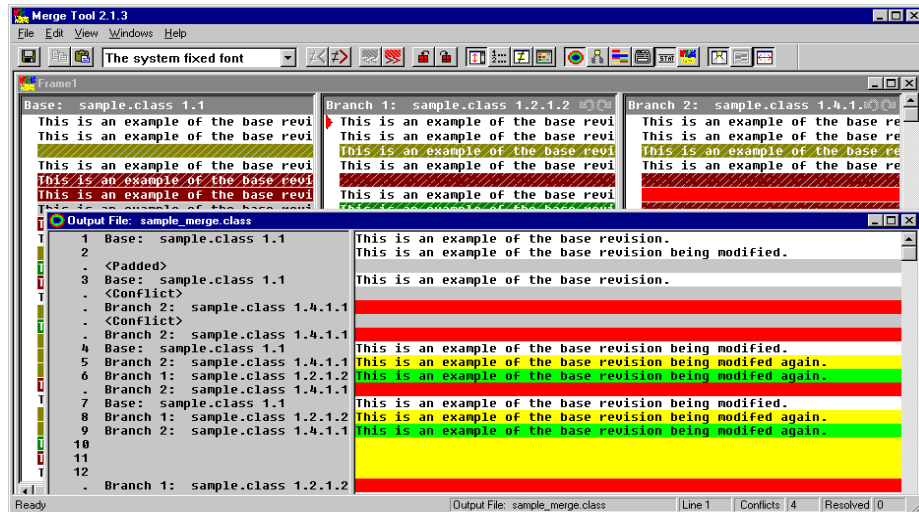 Merge Tool 2.1.3
File Edit View Windows Help
The system fixed font
STAT
Frame1
Base: sample.class 1.1
Branch 1: sample.class 1.2.1.2
Branch 2: sample.class 1.4.1.
This is an example of the base revi
This is an example of the base revi
This is an example of the base re
This is an example of the base revi
This is an example of the base revi
This is an example of the base re
This is an example of the base revi
This is an example of the base re
This is an example of the base revi
This is an example of the base revi
This is an example of the base re
This is an example of the base revi
This is an example of the base revi
This is an example of the base revi
Output File: sample_merge.class
1 Base: sample.class 1.1 This is an example of the base revision.
2 This is an example of the base revision being modified.
. <Padded>
3 Base: sample.class 1.1 This is an example of the base revision.
. <Conflict>
. Branch 2: sample.class 1.4.1.1
. <Conflict>
. Branch 2: sample.class 1.4.1.1
4 Base: sample.class 1.1 This is an example of the base revision being modified.
5 Branch 2: sample.class 1.4.1.1 This is an example of the base revision being modifed again.
6 Branch 1: sample.class 1.2.1.2 This is an example of the base revision being modifed again.
. Branch 2: sample.class 1.4.1.1
7 Base: sample.class 1.1 This is an example of the base revision being modified.
8 Branch 1: sample.class 1.2.1.2 This is an example of the base revision being modifed again.
9 Branch 2: sample.class 1.4.1.1 This is an example of the base revision being modifed again.
10
11
12
. Branch 1: sample.class 1.2.1.2
Ready
Output File: sample_merge.class
Line 1
Conflicts 4
Resolved 0